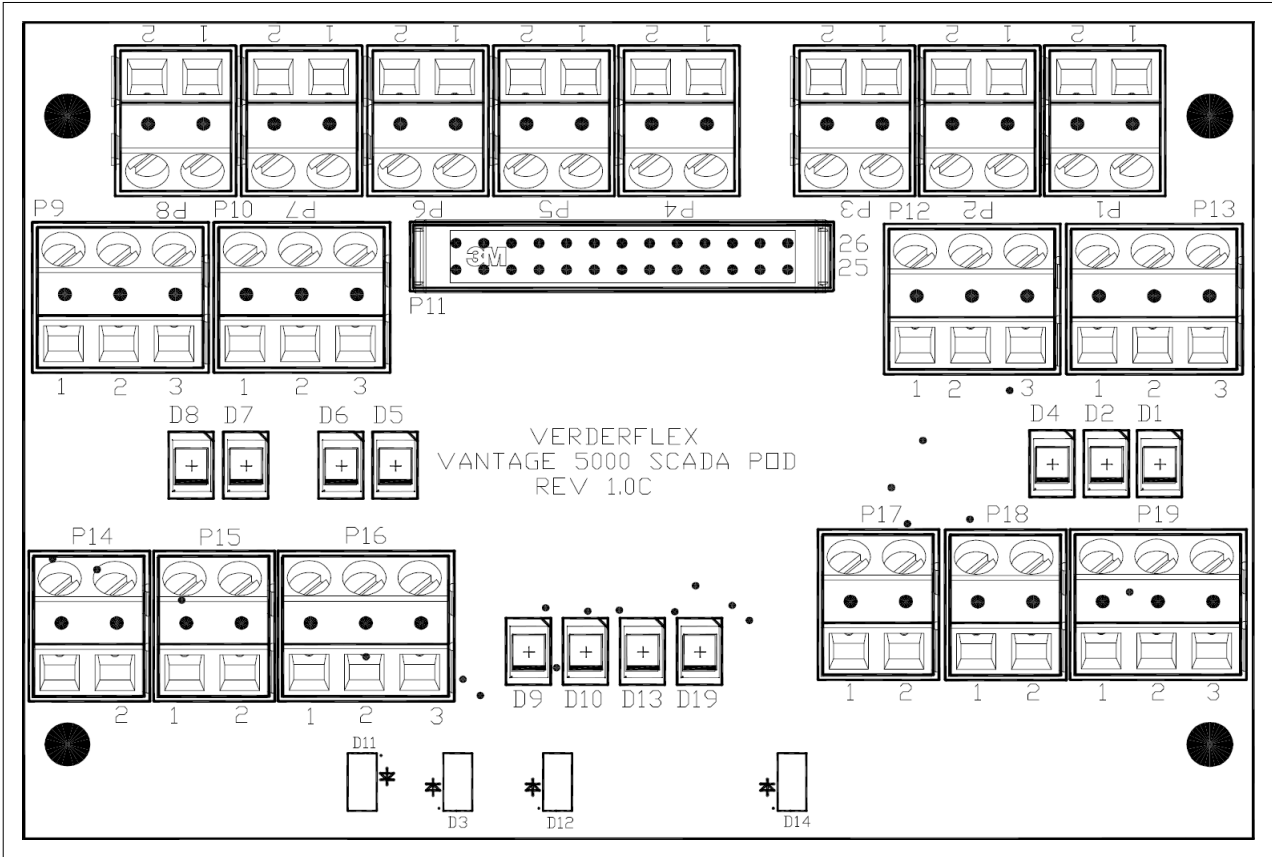 2 1 2 1 2 1 2 1 2 1 2 1 2 1 2 1
P9 P8 P10 P7 P6 P5 P4 P3 P12 P2 P1 P13
3M 26
25
P11
1 2 3 1 2 3 1 2 3 1 2 3
D8 D7 D6 D5 D4 D2 D1
VERDERFLEX
VANTAGE 5000 SCADA POD
REV 1.0C
P14 P15 P16 P17 P18 P19
2 1 2 1 2 3 1 2 1 2 1 2 3
D9 D10 D13 D19
D11
D3 D12 D14